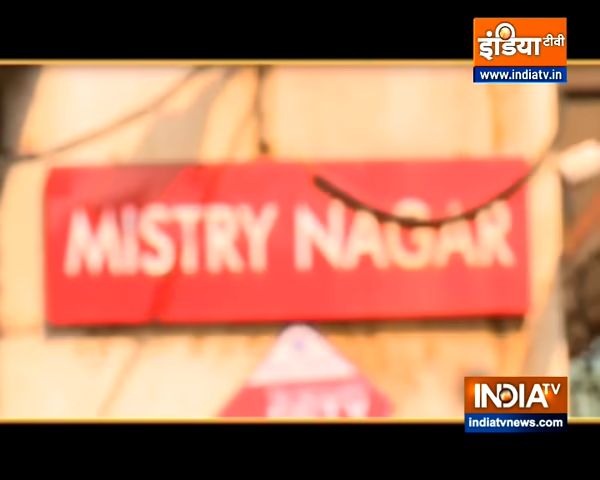 इंडिया टीवी
www.indiatv.in
MISTRY NAGAR
INDIA TV
indiatvnews.com